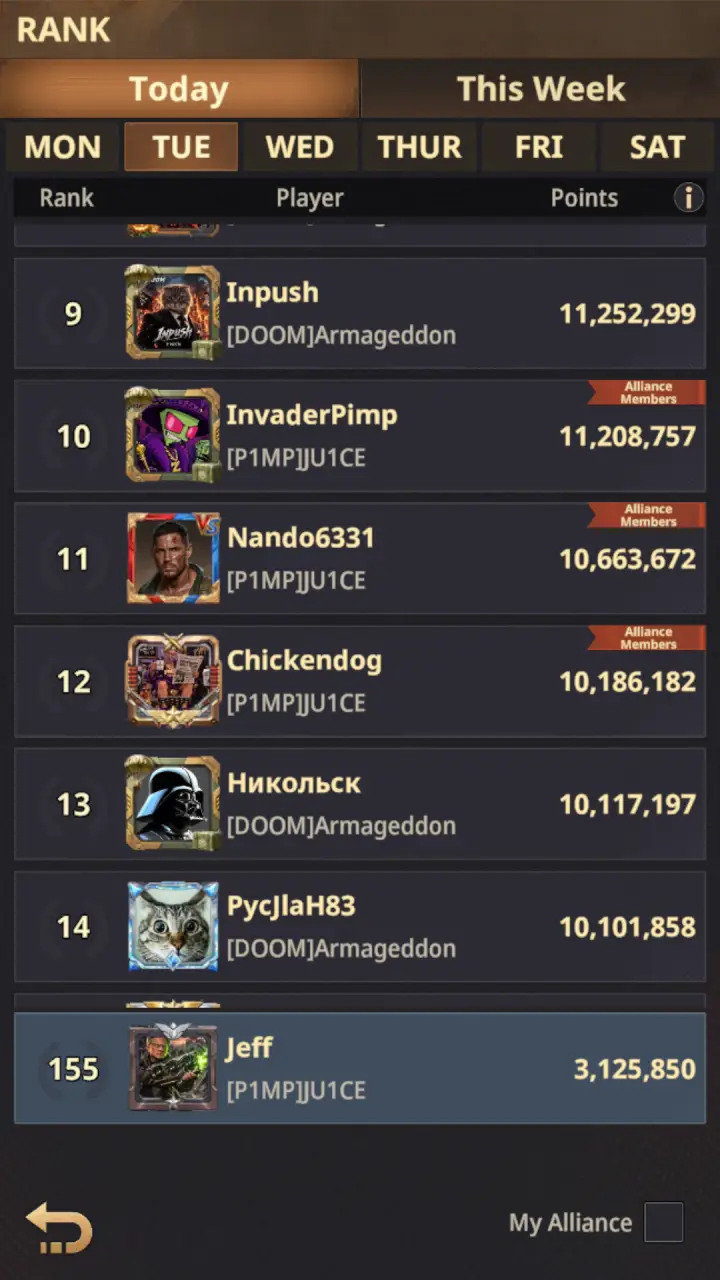 RANK
Today
This Week
MON
TUE
WED
THUR
FRI
SAT
Rank
Player
Points
9
INPUSH
Inpush
[DOOM]Armageddon
11,252,299
Alliance
Members
10
InvaderPimp
[P1MP]JU1CE
11,208,757
Alliance
Members
11
VS
Nando6331
[P1MP]JU1CE
10,663,672
Alliance
Members
12
Chickendog
[P1MP]JU1CE
10,186,182
13
Никольск
[DOOM]Armageddon
10,117,197
14
PycJlaH83
[DOOM]Armageddon
10,101,858
155
Jeff
[P1MP]JU1CE
3,125,850
My Alliance